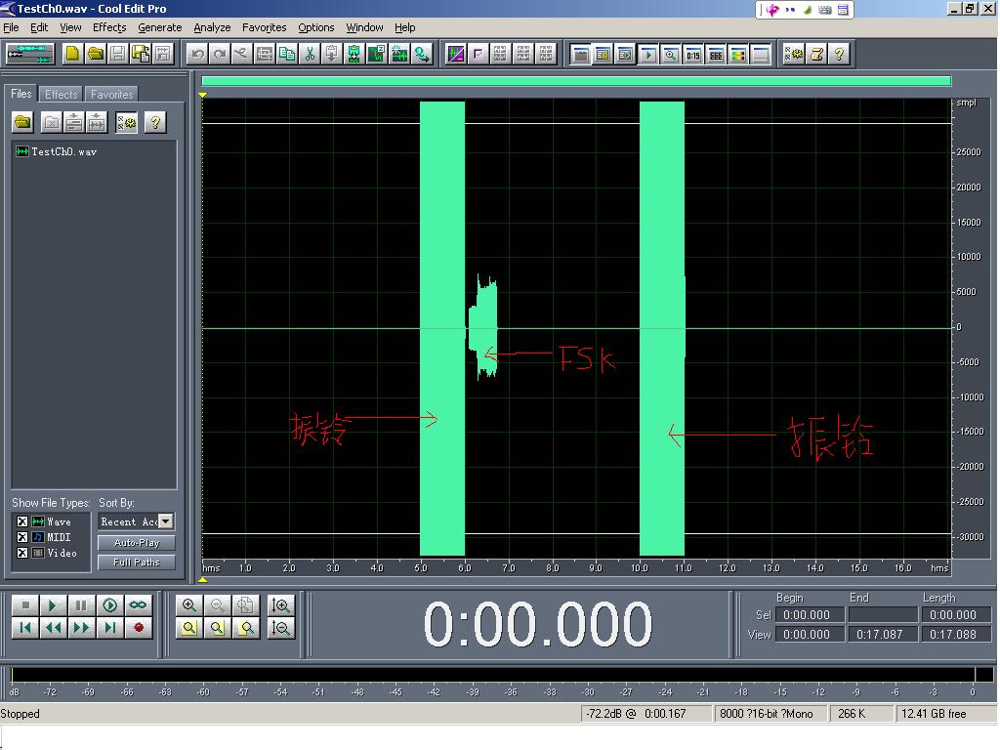 TestCh0.wav - Cool Edit Pro
File Edit View Effects Generate Analyze Favorites Options Window Help
0:15
Files Effects Favorites
TestCh0.wav
smpl
25000
20000
15000
10000
5000
0
-5000
-10000
-15000
-20000
-25000
-30000
FSK
振铃
振铃
hms 1.0 2.0 3.0 4.0 5.0 6.0 7.0 8.0 9.0 10.0 11.0 12.0 13.0 14.0 15.0 16.0 hms
Show File Types: Sort By:
Wave
MIDI
Video
Recent Acc
Auto-Play
Full Paths
0:00.000
Begin End Length
Sel 0:00.000 0:00.000
View 0:00.000 0:17.087 0:17.088
dB -72 -69 -66 -63 -60 -57 -54 -51 -48 -45 -42 -39 -36 -33 -30 -27 -24 -21 -18 -15 -12 -9 -6 -3 0
Stopped -72.2dB @ 0:00.167 8000 ?16-bit ?Mono 266 K 12.41 GB free